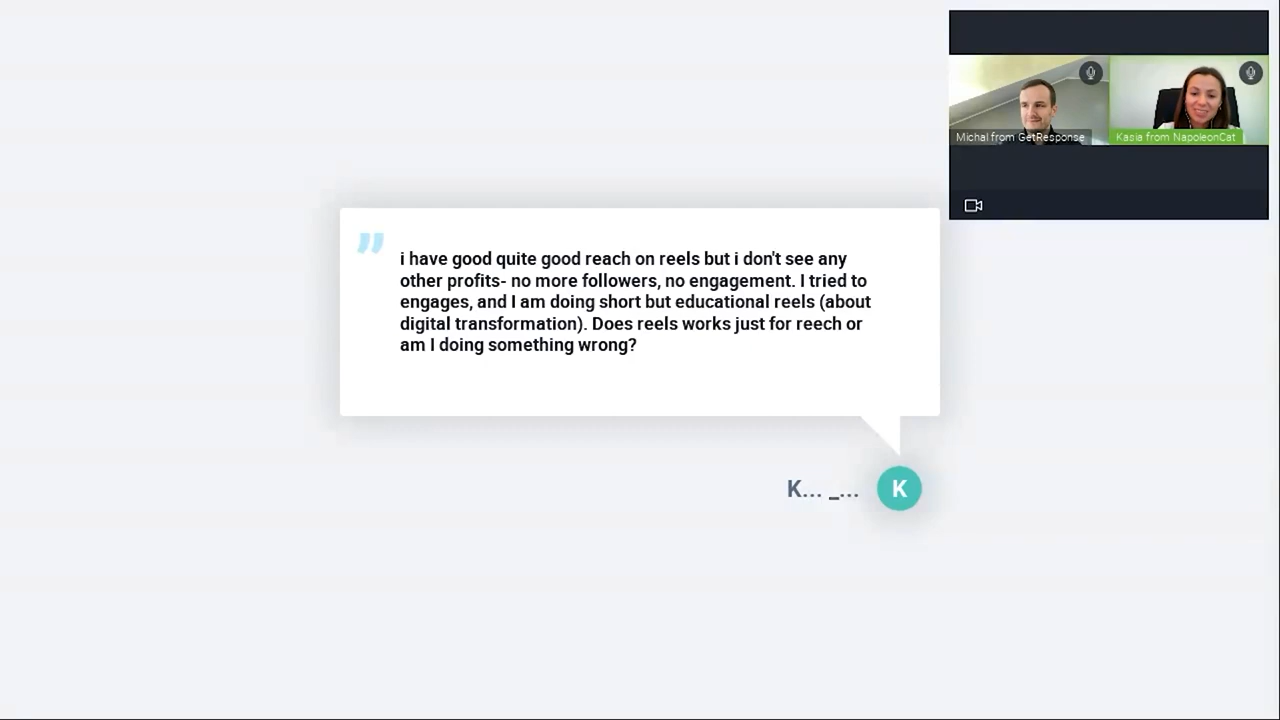 Michal from GetResponse
Kasia from NapoleonCat
i have good quite good reach on reels but i don't see any
other profits- no more followers, no engagement. I tried to
engages, and I am doing short but educational reels (about
digital transformation). Does reels works just for reech or
am I doing something wrong?
K... _...
K